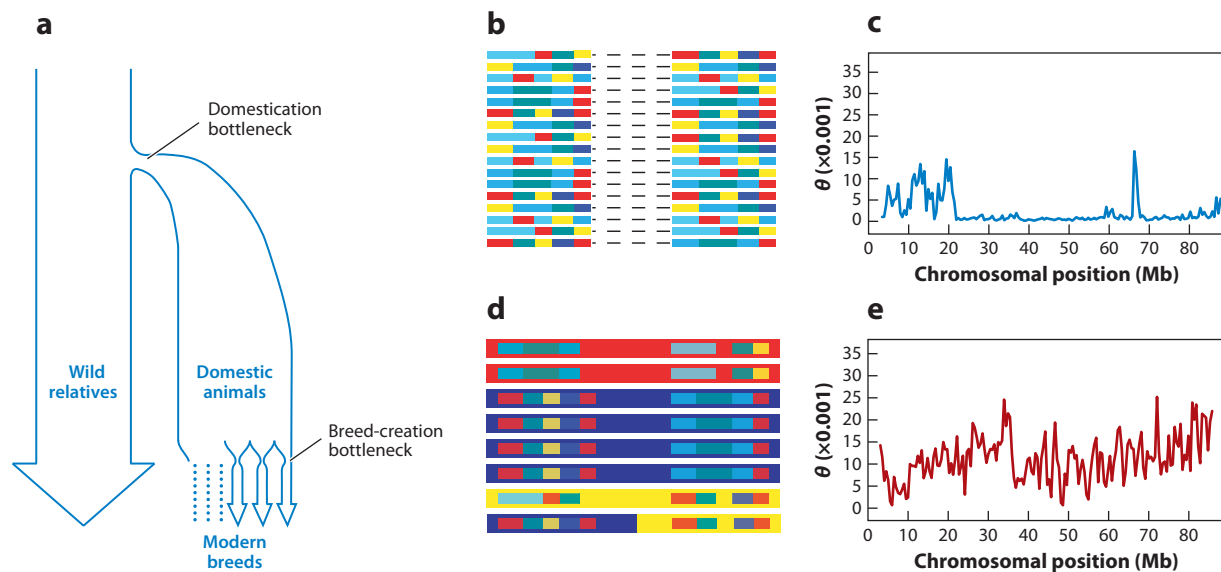 a
Domestication
bottleneck
Wild
relatives
Domestic
animals
Breed-creation
bottleneck
Modern
breeds
b
c
θ (×0.001)
35
30
25
20
15
10
5
0
0 10 20 30 40 50 60 70 80
Chromosomal position (Mb)
d
e
θ (×0.001)
35
30
25
20
15
10
5
0
0 10 20 30 40 50 60 70 80
Chromosomal position (Mb)